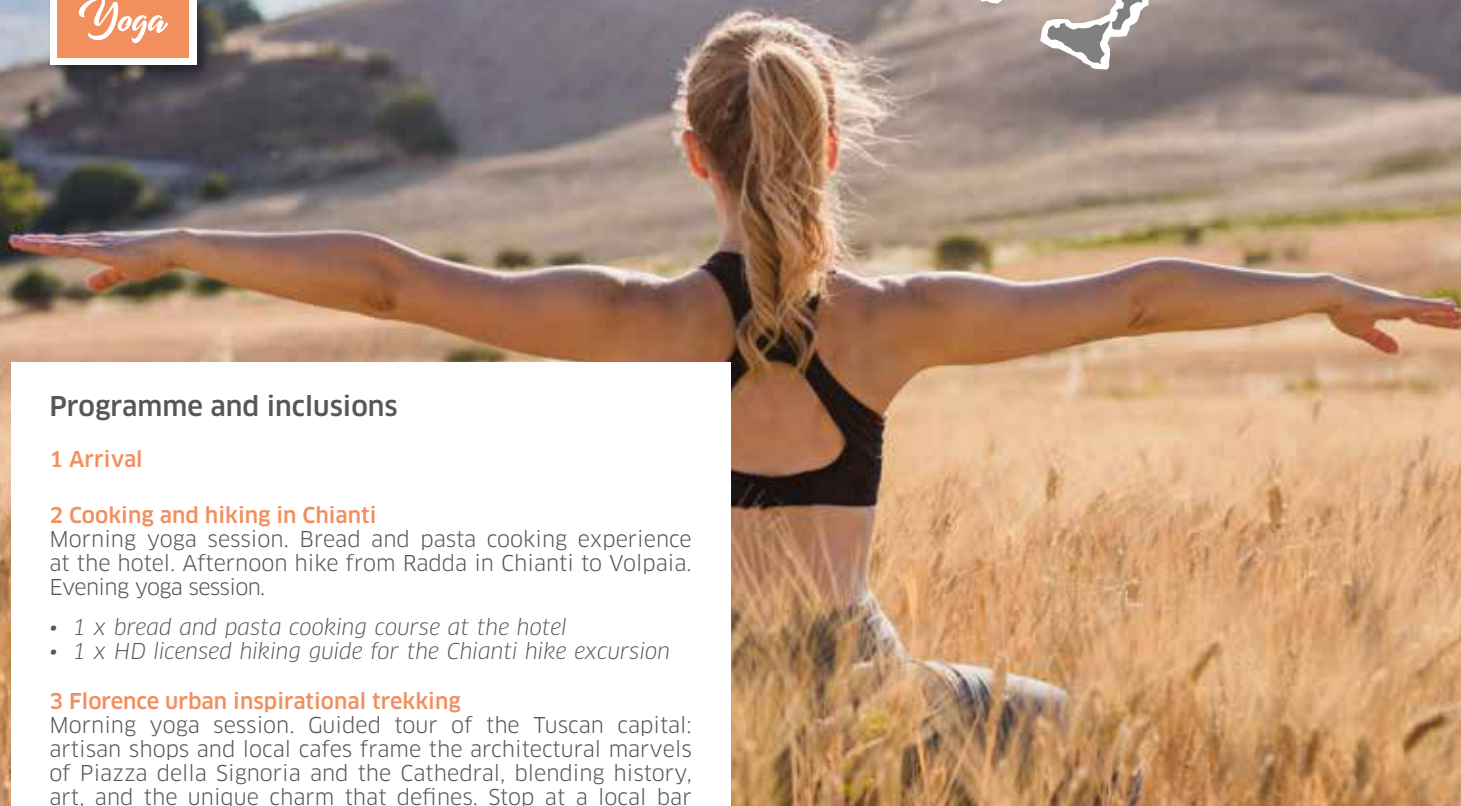 Yoga
Programme and inclusions
1 Arrival
2 Cooking and hiking in Chianti
Morning yoga session. Bread and pasta cooking experience
at the hotel. Afternoon hike from Radda in Chianti to Volpaia.
Evening yoga session.
• 1 x bread and pasta cooking course at the hotel
• 1 x HD licensed hiking guide for the Chianti hike excursion
3 Florence urban inspirational trekking
Morning yoga session. Guided tour of the Tuscan capital:
artisan shops and local cafes frame the architectural marvels
of Piazza della Signoria and the Cathedral, blending history,
art, and the unique charm that defines. Stop at a local bar